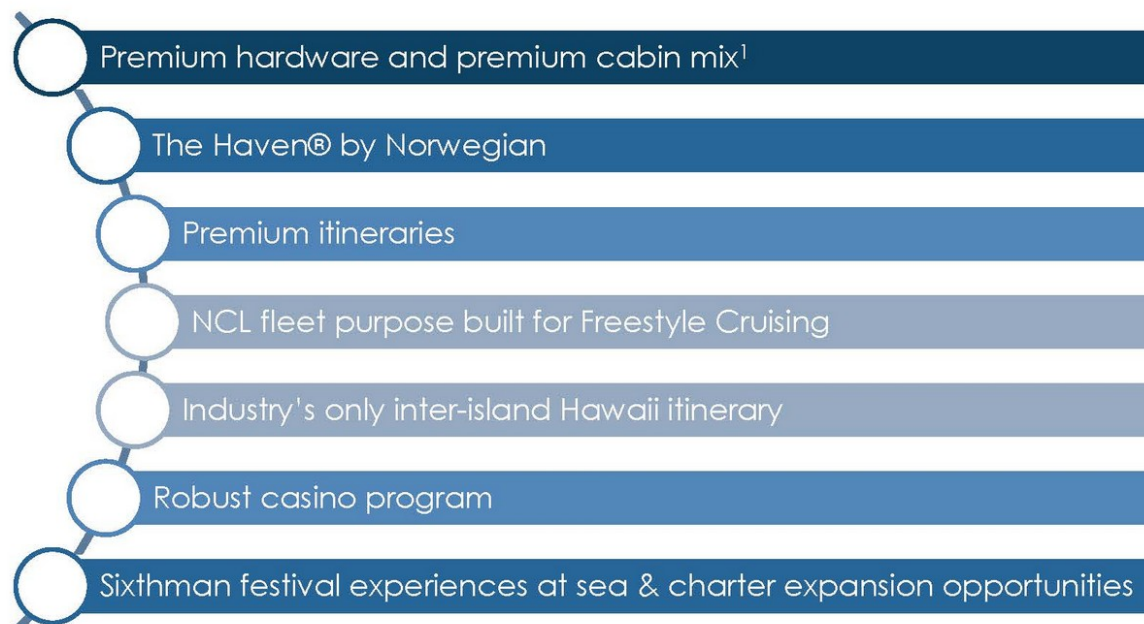 Premium hardware and premium cabin mix¹
The Haven® by Norwegian
Premium itineraries
NCL fleet purpose built for Freestyle Cruising
Industry’s only inter-island Hawaii itinerary
Robust casino program
Sixthman festival experiences at sea & charter expansion opportunities